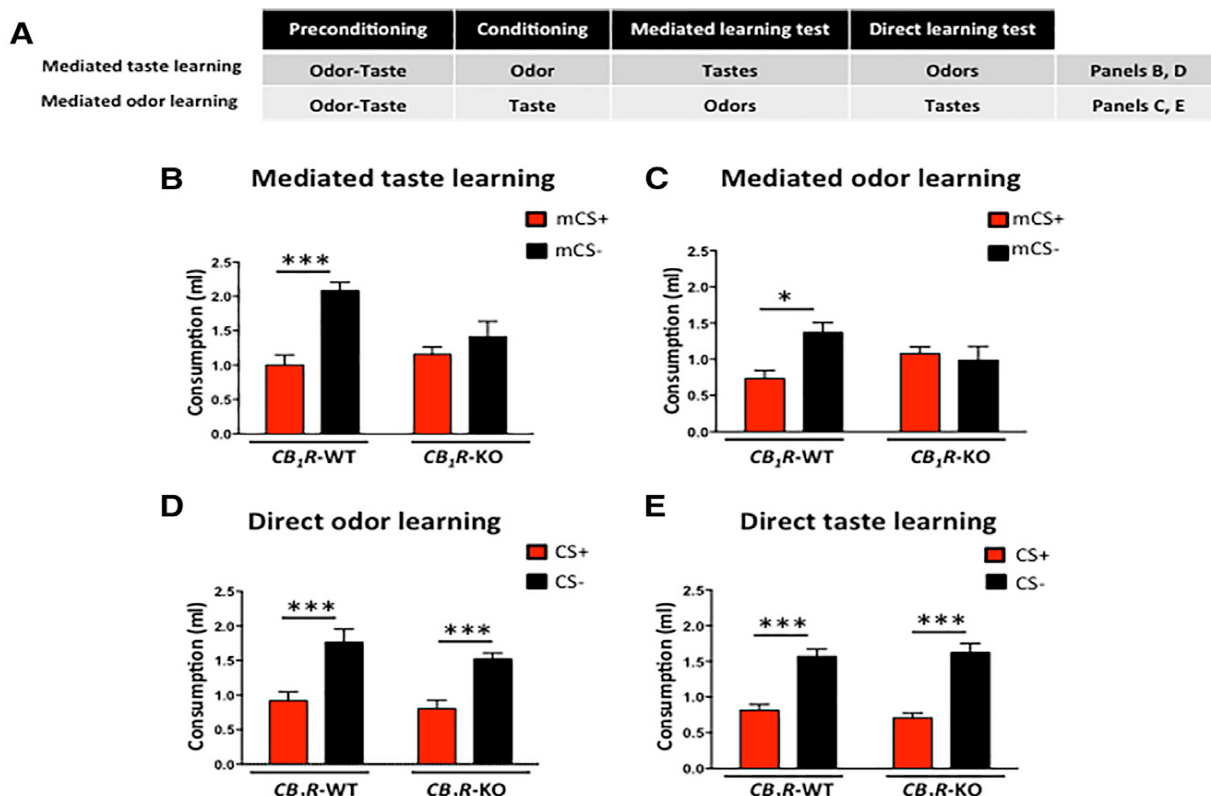 A
Preconditioning Conditioning Mediated learning test Direct learning test
Mediated taste learning Odor-Taste Odor Tastes Odors Panels B, D
Mediated odor learning Odor-Taste Taste Odors Tastes Panels C, E
B Mediated taste learning
mCS+
mCS-
***
Consumption (ml)
2.5
2.0
1.5
1.0
0.5
0.0
CB₁R-WT CB₁R-KO
C Mediated odor learning
mCS+
mCS-
*
Consumption (ml)
2.5
2.0
1.5
1.0
0.5
0.0
CB₁R-WT CB₁R-KO
D Direct odor learning
CS+
CS-
*** ***
Consumption (ml)
2.5
2.0
1.5
1.0
0.5
0.0
CB₁R-WT CB₁R-KO
E Direct taste learning
CS+
CS-
*** ***
Consumption (ml)
2.5
2.0
1.5
1.0
0.5
0.0
CB₁R-WT CB₁R-KO